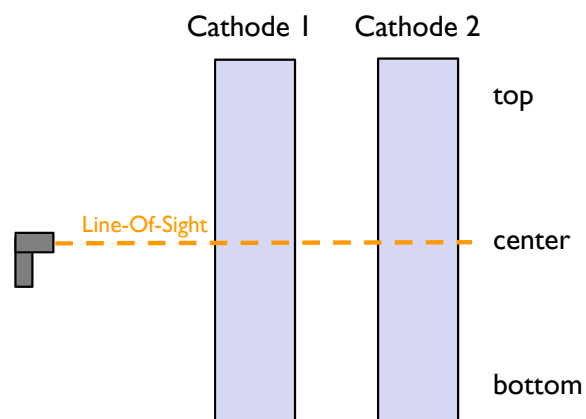 Cathode 1 Cathode 2
top
Line-Of-Sight
center
bottom